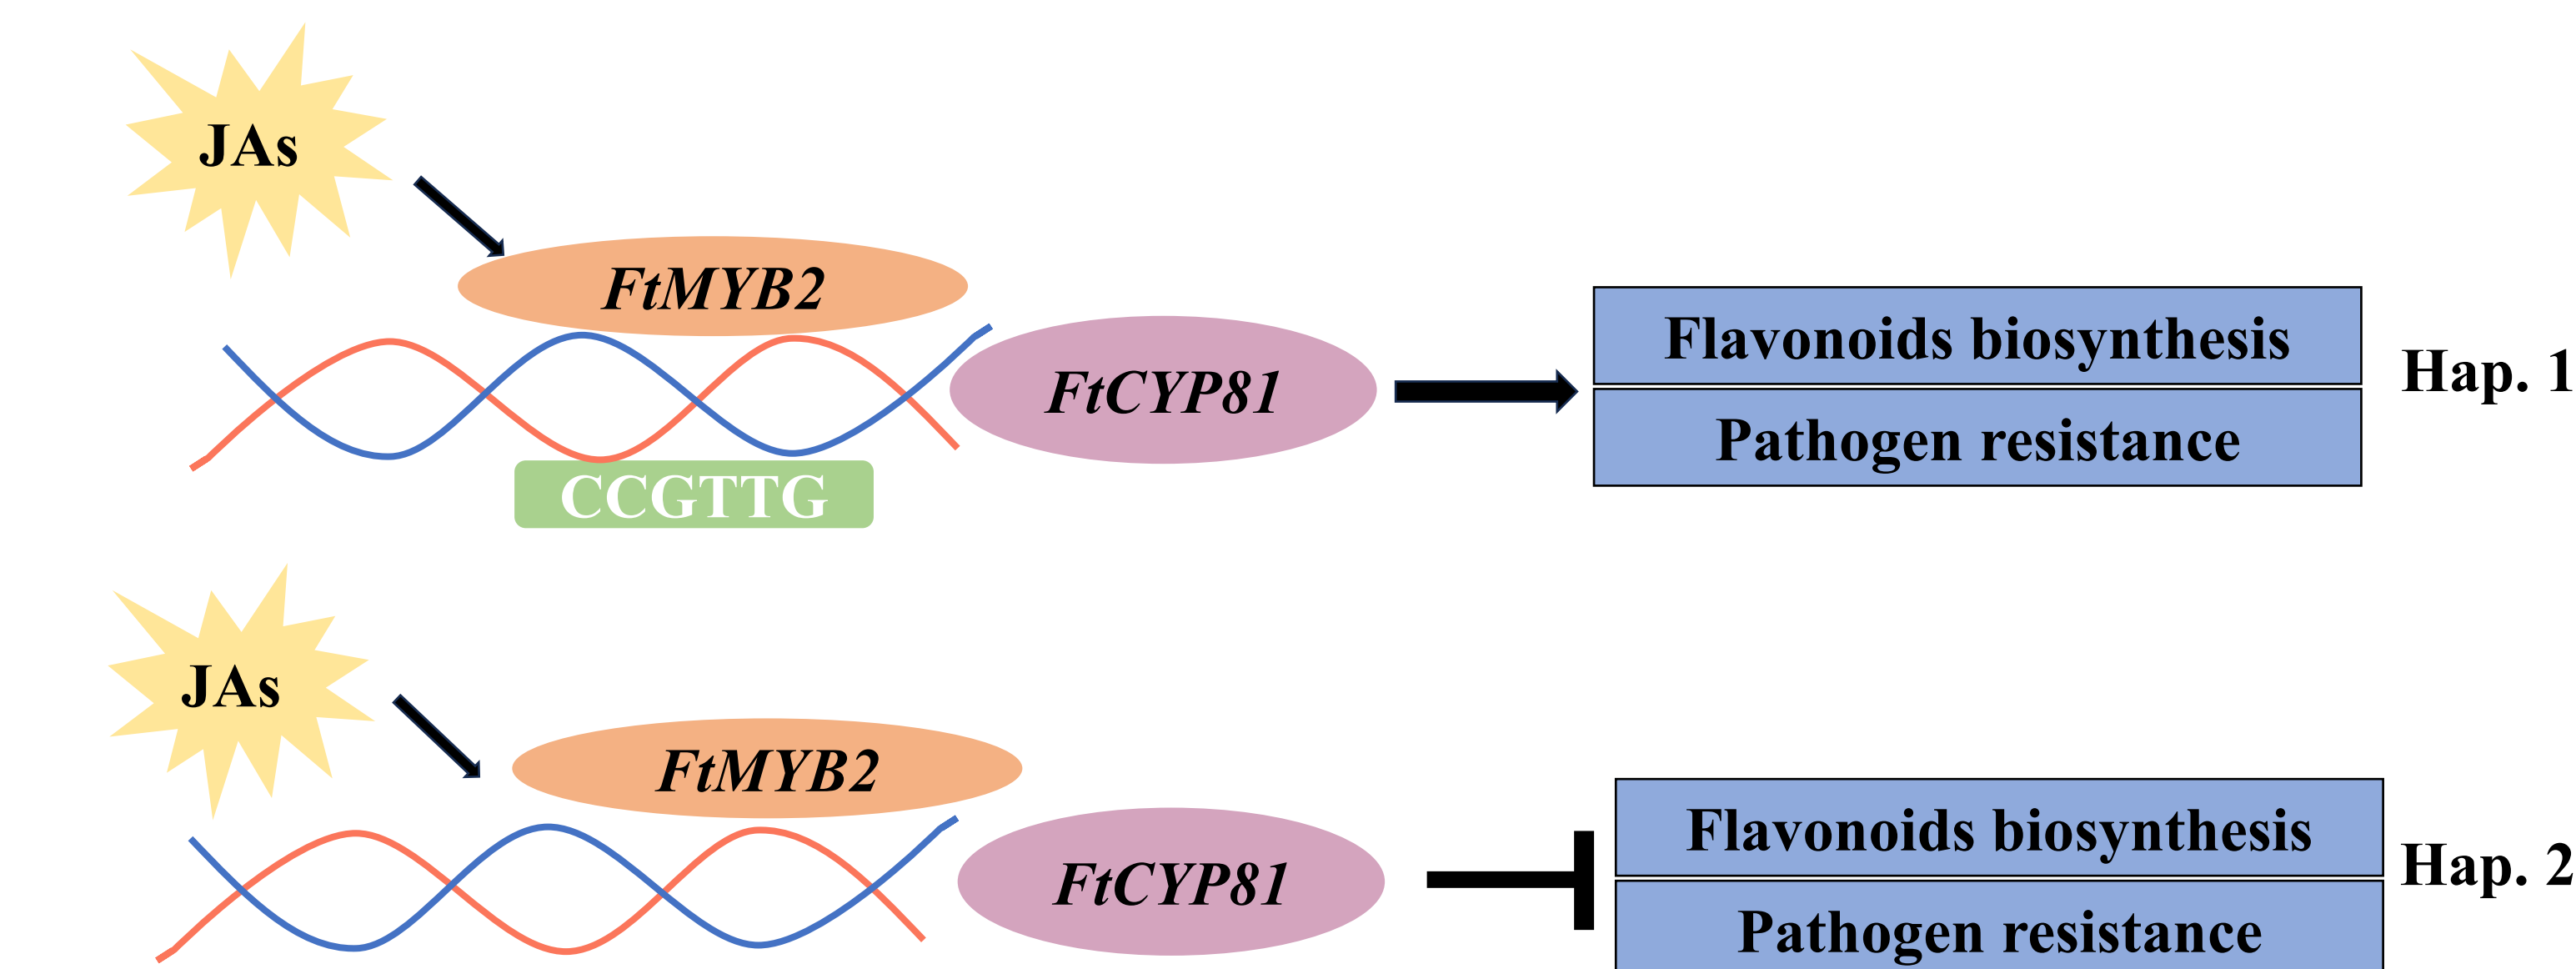 JAs
FtMYB2
FtCYP81
CCGTTG
Flavonoids biosynthesis
Pathogen resistance
Hap. 1
JAs
FtMYB2
FtCYP81
Flavonoids biosynthesis
Pathogen resistance
Hap. 2